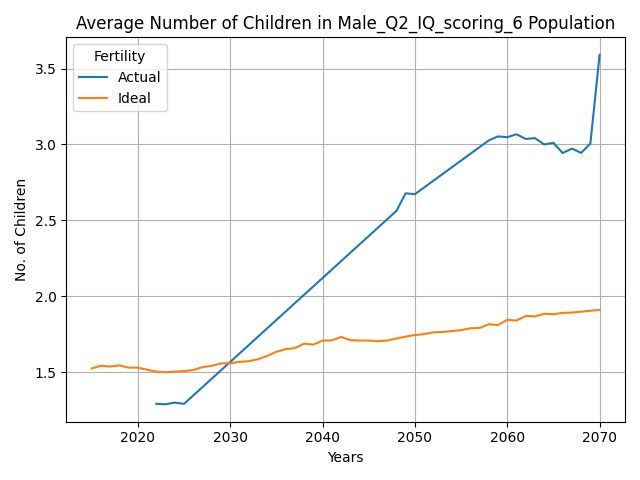 Average Number of Children in Male_Q2_IQ_scoring_6 Population
Fertility
Actual
Ideal
No. of Children
3.5
3.0
2.5
2.0
1.5
2020 2030 2040 2050 2060 2070
Years